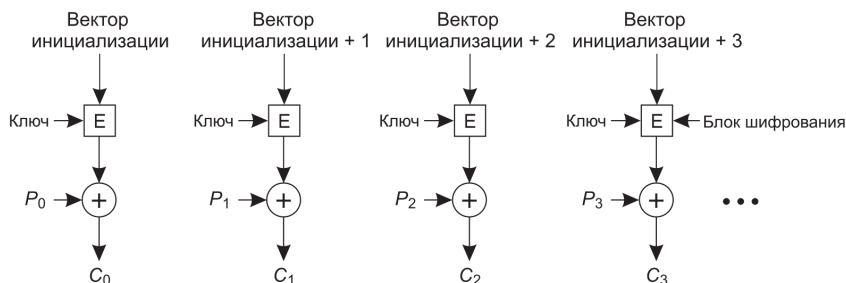 Вектор инициализации
Вектор инициализации + 1
Вектор инициализации + 2
Вектор инициализации + 3
Ключ E
Ключ E
Ключ E
Ключ E Блок шифрования
P0 +
P1 +
P2 +
P3 + •••
C0
C1
C2
C3